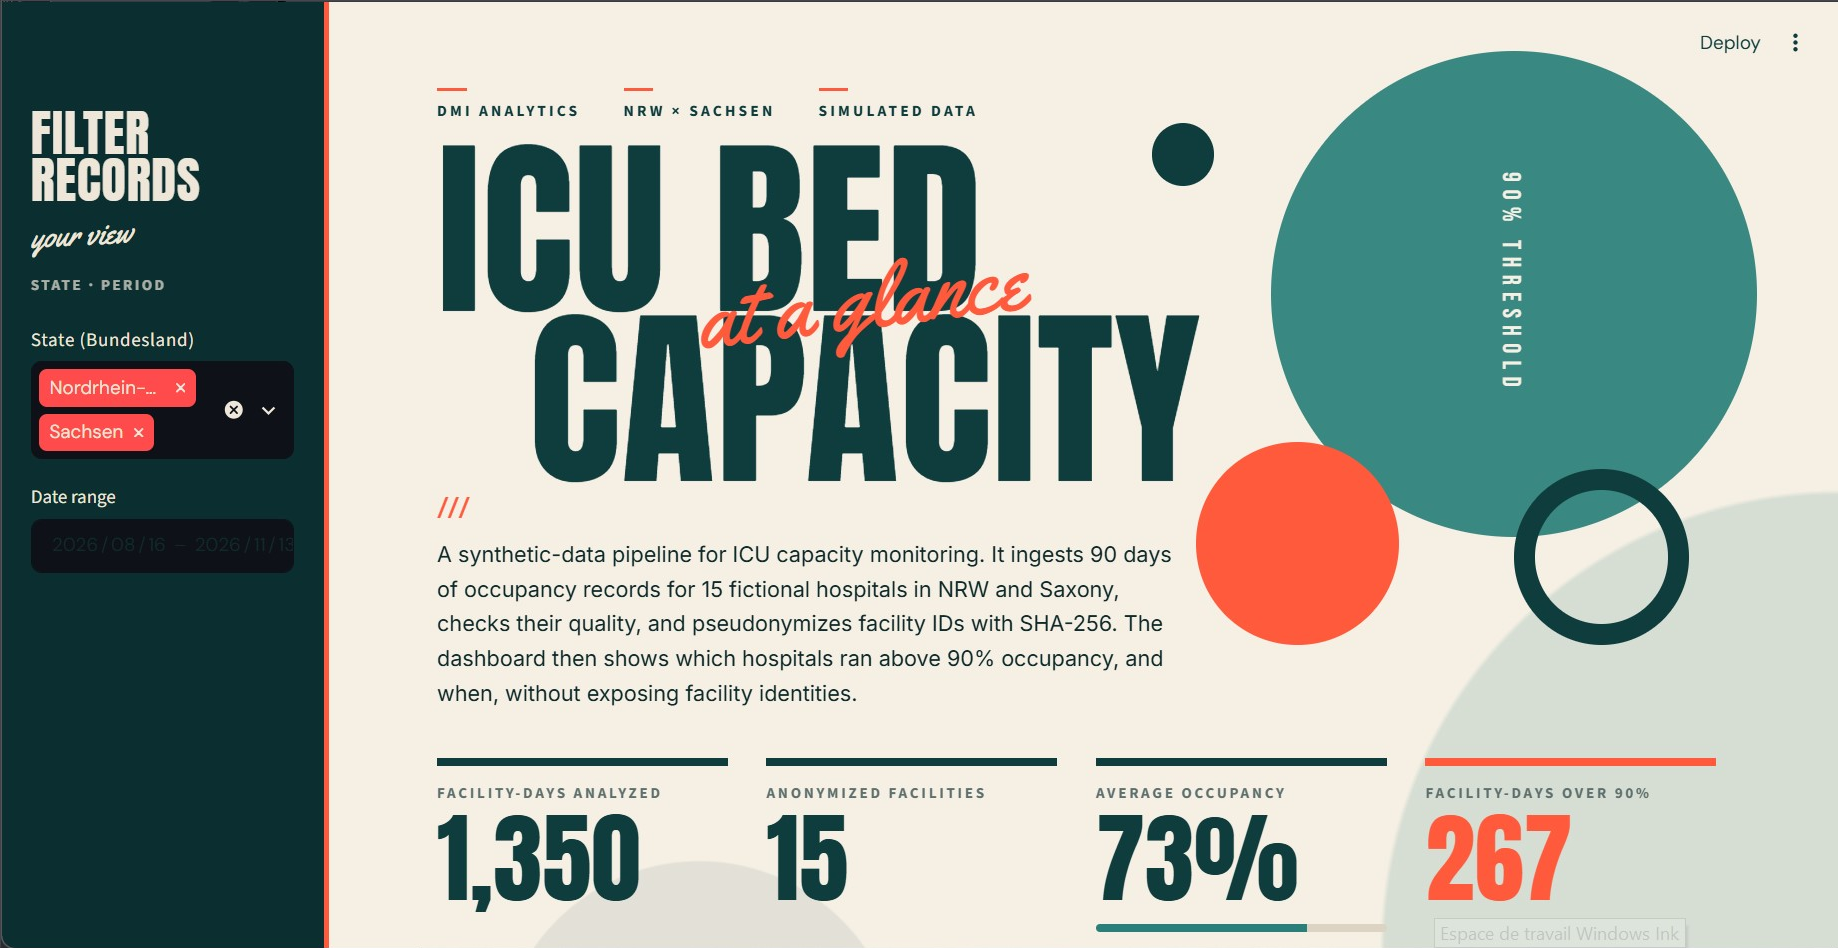 Deploy
FILTER
RECORDS
your view
STATE · PERIOD
State (Bundesland)
Nordrhein-...
Sachsen
Date range
2026/08/16 – 2026/11/13
DMI ANALYTICS
NRW × SACHSEN
SIMULATED DATA
ICU BED
at a glance
CAPACITY
90% THRESHOLD
///
A synthetic-data pipeline for ICU capacity monitoring. It ingests 90 days
of occupancy records for 15 fictional hospitals in NRW and Saxony,
checks their quality, and pseudonymizes facility IDs with SHA-256. The
dashboard then shows which hospitals ran above 90% occupancy, and
when, without exposing facility identities.
FACILITY-DAYS ANALYZED
1,350
ANONYMIZED FACILITIES
15
AVERAGE OCCUPANCY
73%
FACILITY-DAYS OVER 90%
267
Espace de travail Windows Ink